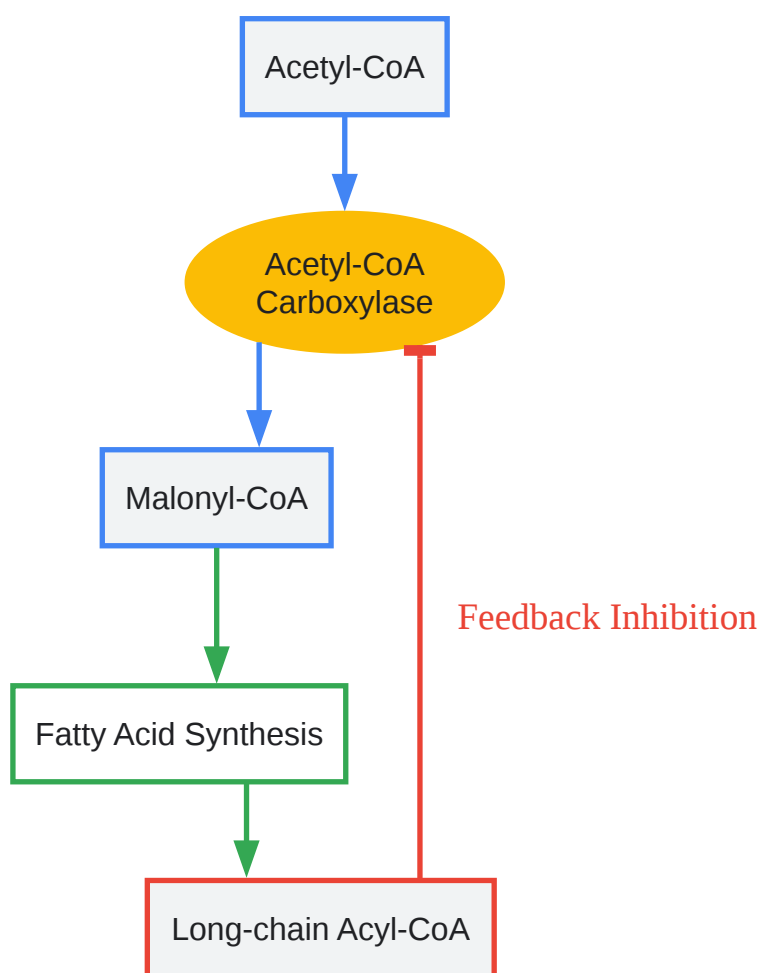 Acetyl-CoA
Acetyl-CoA
Carboxylase
Malonyl-CoA
Feedback Inhibition
Fatty Acid Synthesis
Long-chain Acyl-CoA